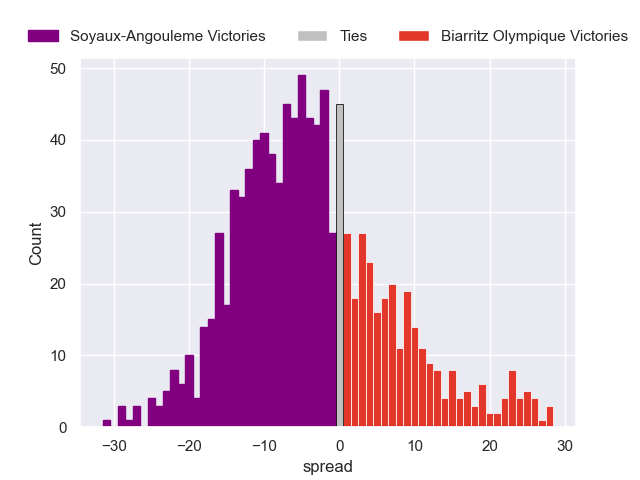 Soyaux-Angouleme Victories Ties Biarritz Olympique Victories
50
40
30
20
10
0
Count
−30 −20 −10 0 10 20 30
spread